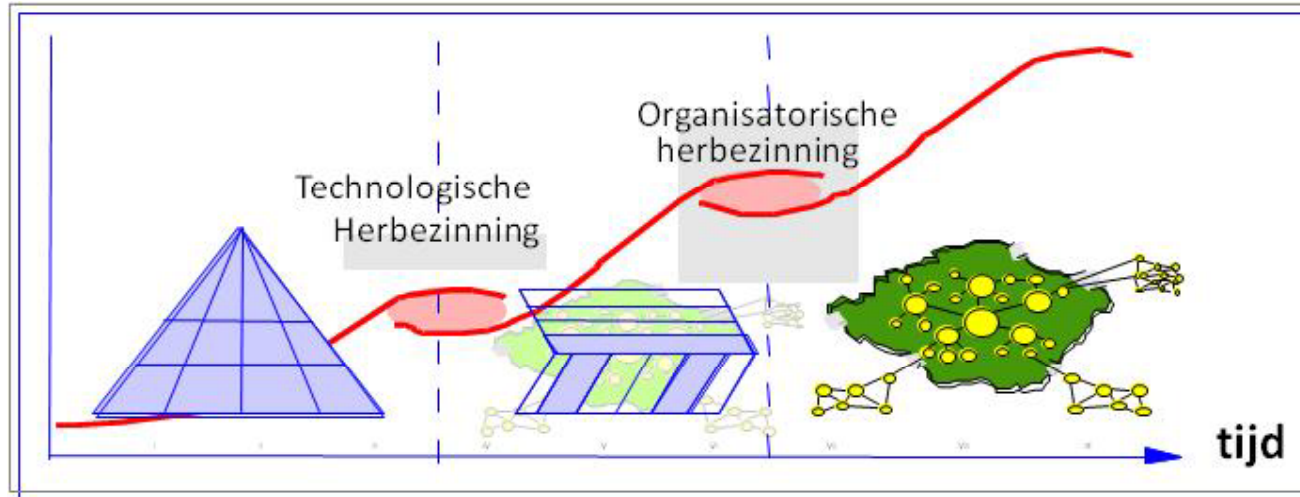 Organisatorische
herbezinning
Technologische
Herbezinning
tijd